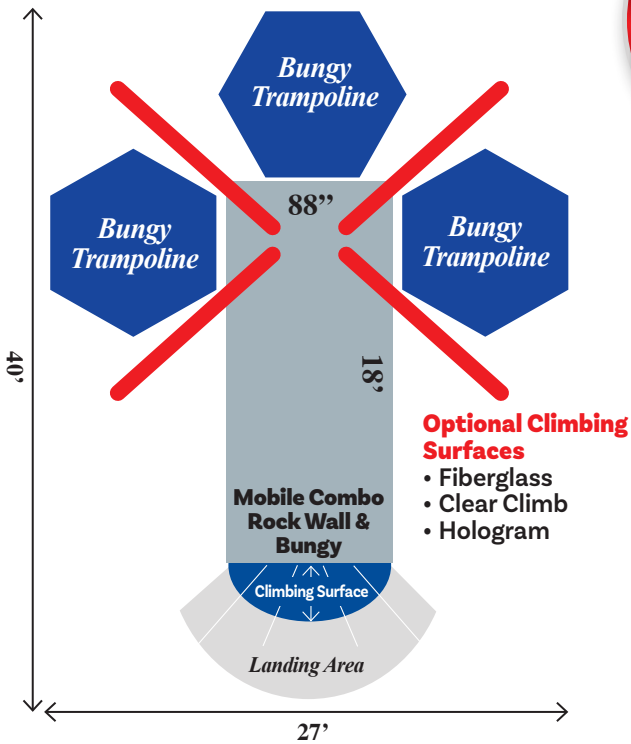 Bungy
Trampoline
88”
Bungy
Trampoline
Bungy
Trampoline
40’
18’
Optional Climbing
Surfaces
• Fiberglass
• Clear Climb
• Hologram
Mobile Combo
Rock Wall &
Bungy
Climbing Surface
Landing Area
27’